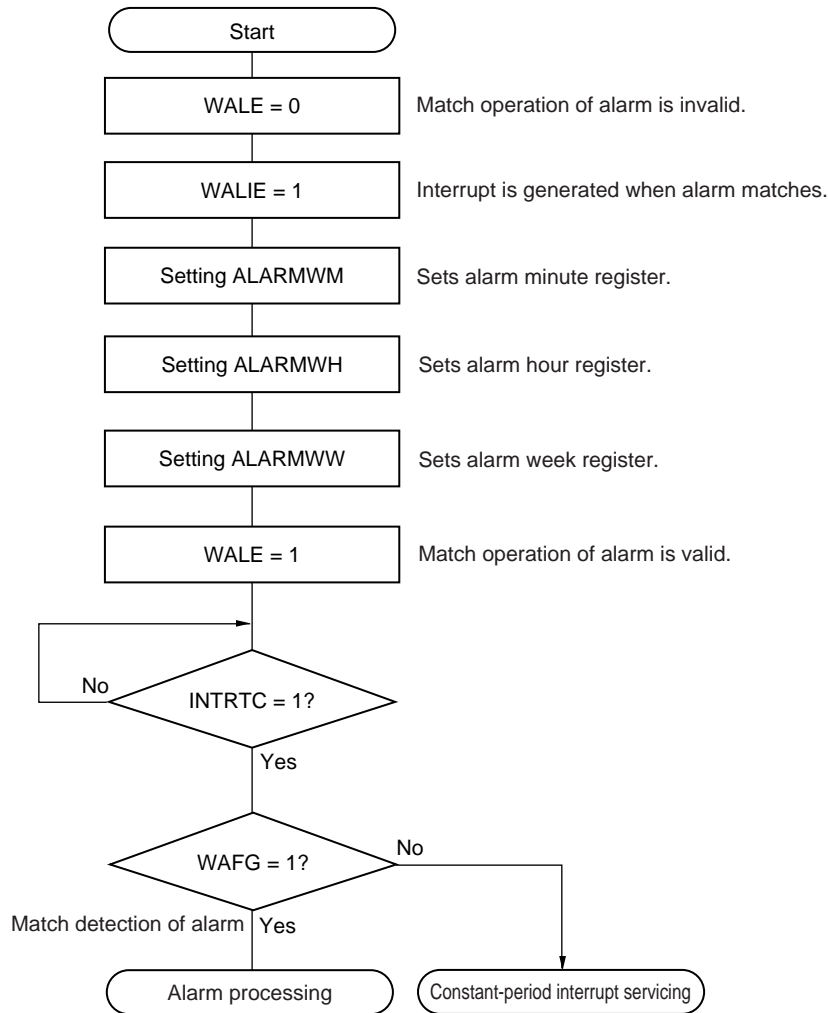 Start
WALE = 0
Match operation of alarm is invalid.
WALIE = 1
Interrupt is generated when alarm matches.
Setting ALARMWM
Sets alarm minute register.
Setting ALARMWH
Sets alarm hour register.
Setting ALARMWW
Sets alarm week register.
WALE = 1
Match operation of alarm is valid.
No
INTRTC = 1?
Yes
WAFG = 1?
No
Match detection of alarm
Yes
Alarm processing
Constant-period interrupt servicing